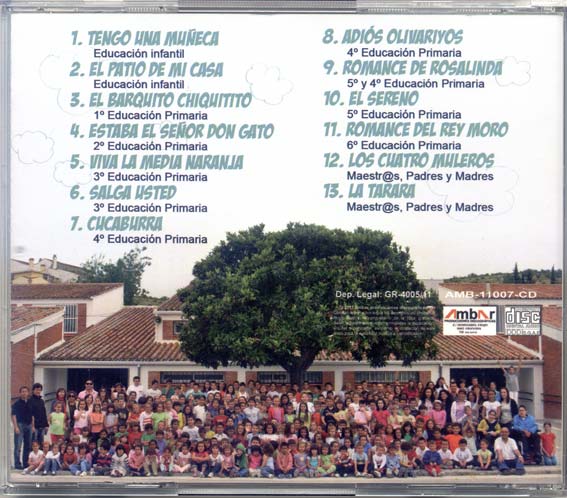 1. TENGO UNA MUÑECA
Educación infantil
2. EL PATIO DE MI CASA
Educación infantil
3. EL BARQUITO CHIQUITITO
1º Educación Primaria
4. ESTABA EL SEÑOR DON GATO
2º Educación Primaria
5. VIVA LA MEDIA NARANJA
3º Educación Primaria
6. SALGA USTED
3º Educación Primaria
7. CUCABURRA
4º Educación Primaria
8. ADIÓS OLIVARIYOS
4º Educación Primaria
9. ROMANCE DE ROSALINDA
5º y 4º Educación Primaria
10. EL SERENO
5º Educación Primaria
11. ROMANCE DEL REY MORO
6º Educación Primaria
12. LOS CUATRO MULEROS
Maestr@s, Padres y Madres
13. LA TARARA
Maestr@s, Padres y Madres
Dep. Legal: GR-4005/11
AMB-11007-CD
Ambar
disc